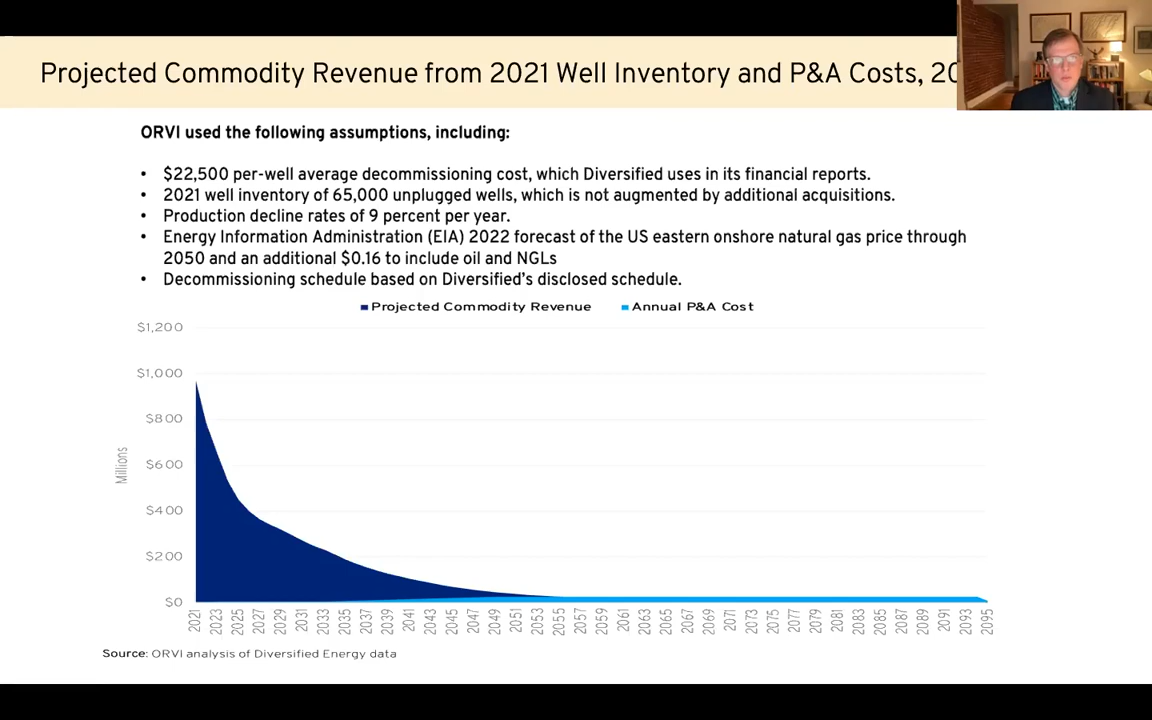 Projected Commodity Revenue from 2021 Well Inventory and P&A Costs, 20
ORVI used the following assumptions, including:
• $22,500 per-well average decommissioning cost, which Diversified uses in its financial reports.
• 2021 well inventory of 65,000 unplugged wells, which is not augmented by additional acquisitions.
• Production decline rates of 9 percent per year.
• Energy Information Administration (EIA) 2022 forecast of the US eastern onshore natural gas price through
2050 and an additional $0.16 to include oil and NGLs
• Decommissioning schedule based on Diversified's disclosed schedule.
Projected Commodity Revenue Annual P&A Cost
$1,200
$1,000
$800
$600
$400
$200
$0
Millions
2021 2023 2025 2027 2029 2031 2033 2035 2037 2039 2041 2043 2045 2047 2049 2051 2053 2055 2057 2059 2061 2063 2065 2067 2069 2071 2073 2075 2077 2079 2081 2083 2085 2087 2089 2091 2093 2095
Source: ORVI analysis of Diversified Energy data